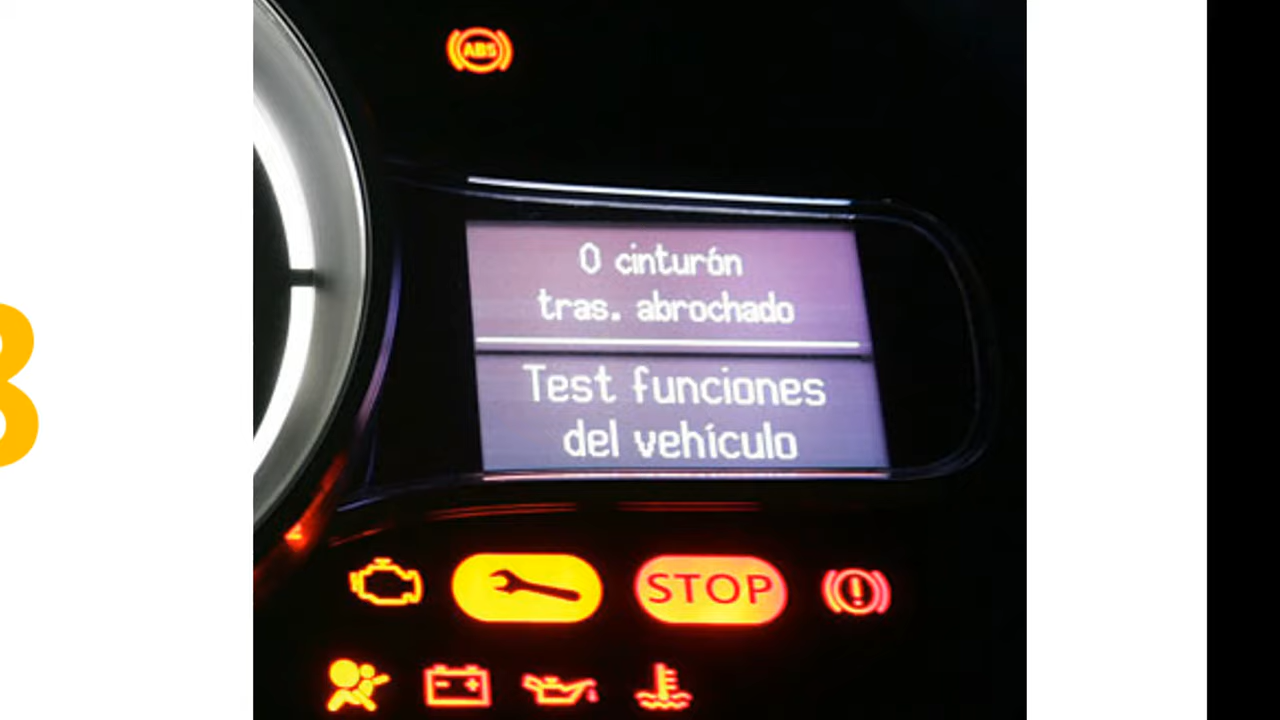 ABS
0 cinturón
tras. abrochado
Test funciones
del vehículo
STOP